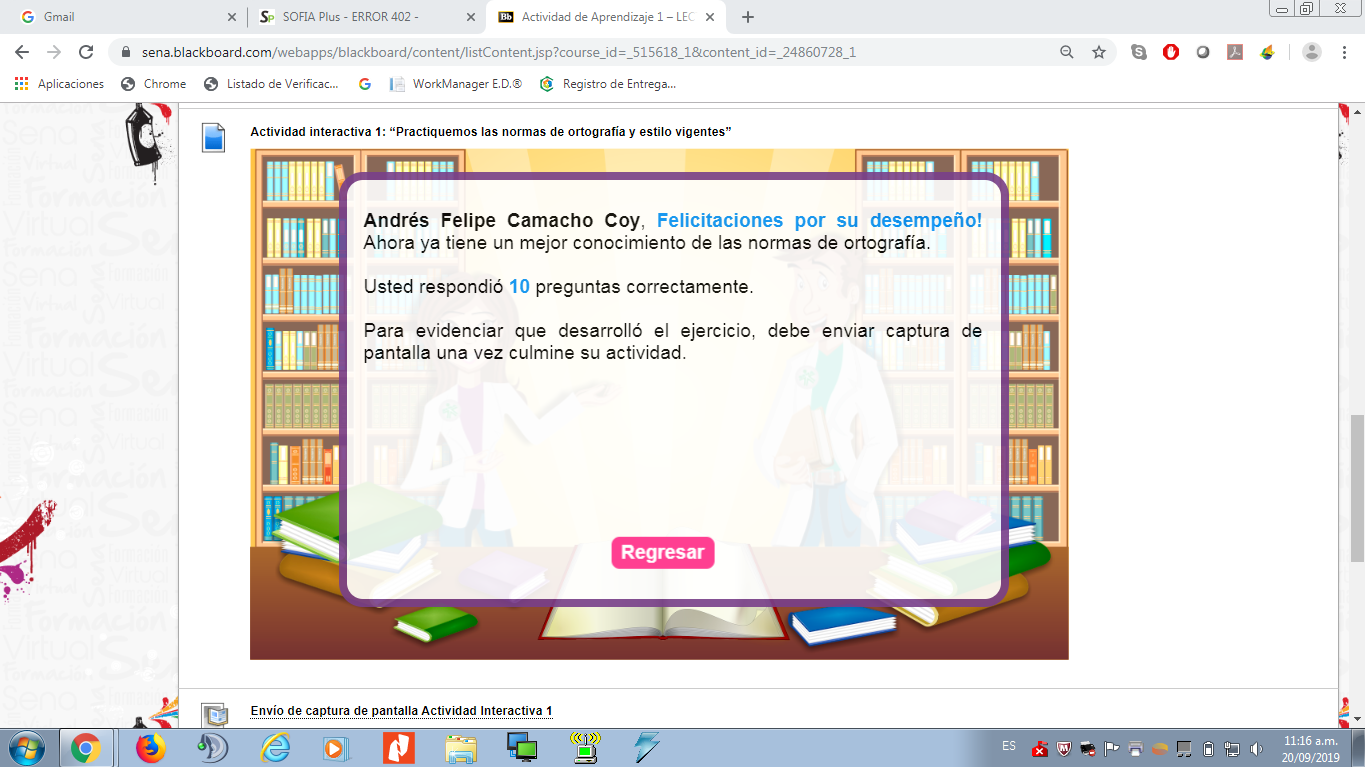 Gmail
SOFIA Plus - ERROR 402 -
Actividad de Aprendizaje 1 – LEC
sena.blackboard.com/webapps/blackboard/content/listContent.jsp?course_id=_515618_1&content_id=_24860728_1
Aplicaciones
Chrome
Listado de Verificac...
WorkManager E.D.®
Registro de Entrega...
Actividad interactiva 1: “Practiquemos las normas de ortografía y estilo vigentes”
Andrés Felipe Camacho Coy, Felicitaciones por su desempeño!
Ahora ya tiene un mejor conocimiento de las normas de ortografía.
Usted respondió 10 preguntas correctamente.
Para evidenciar que desarrolló el ejercicio, debe enviar captura de
pantalla una vez culmine su actividad.
Regresar
Envío de captura de pantalla Actividad Interactiva 1
ES
11:16 a.m.
20/09/2019